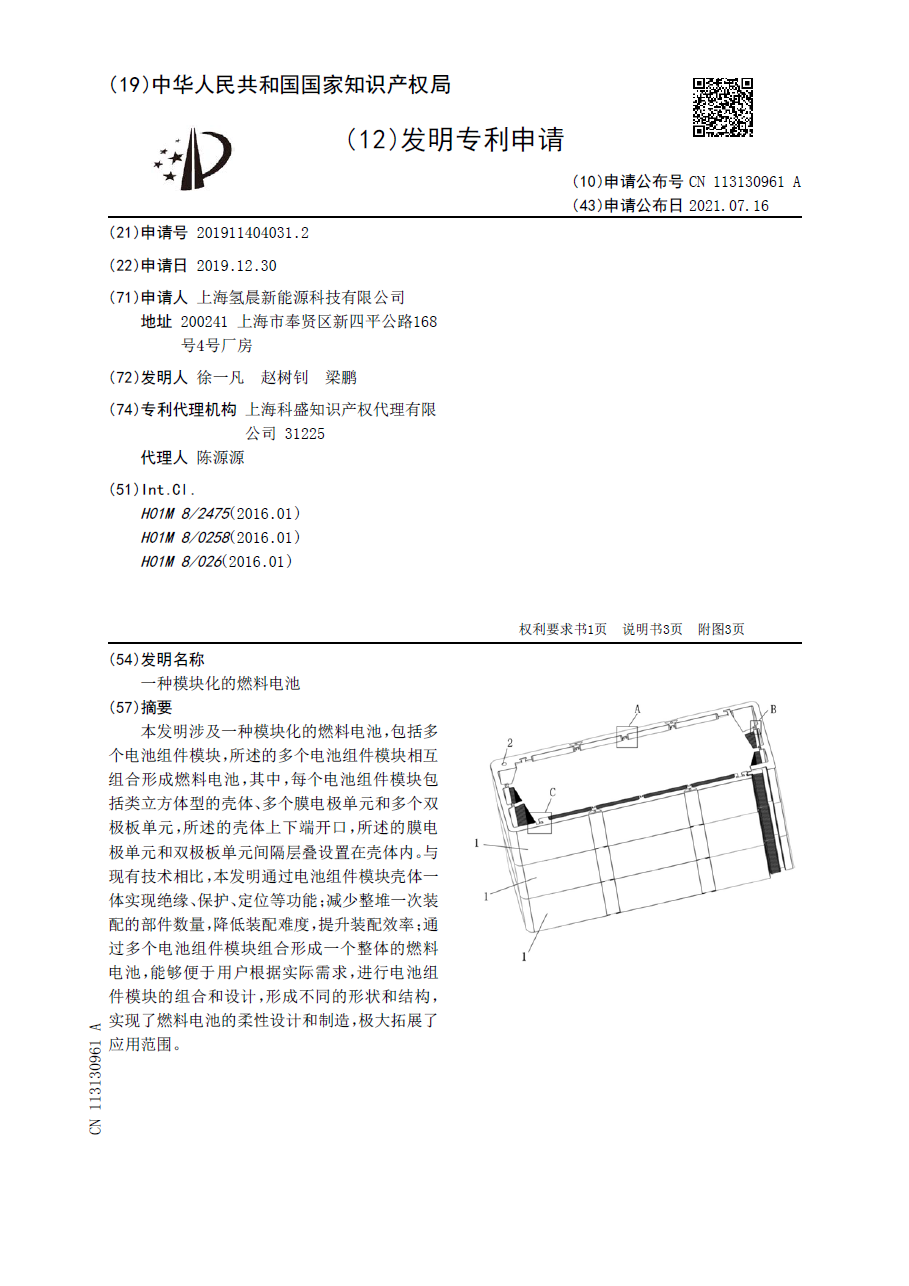 (19)中华人民共和国国家知识产权局
(12)发明专利申请
(10)申请公布号 CN 113130961 A
(43)申请公布日 2021.07.16
(21)申请号 201911404031.2
(22)申请日 2019.12.30
(71)申请人 上海氢晨新能源科技有限公司
地址 200241 上海市奉贤区新四平公路168
号4号厂房
(72)发明人 徐一凡 赵树钊 梁鹏
(74)专利代理机构 上海科盛知识产权代理有限
公司 31225
代理人 陈源源
(51)Int.Cl.
H01M 8/2475(2016.01)
H01M 8/0258(2016.01)
H01M 8/026(2016.01)
权利要求书1页 说明书3页 附图3页
(54)发明名称
一种模块化的燃料电池
(57)摘要
本发明涉及一种模块化的燃料电池,包括多
个电池组件模块,所述的多个电池组件模块相互
组合形成燃料电池,其中,每个电池组件模块包
括类立方体型的壳体、多个膜电极单元和多个双
极板单元,所述的壳体上下端开口,所述的膜电
极单元和双极板单元间隔层叠设置在壳体内。与
现有技术相比,本发明通过电池组件模块壳体一
体实现绝缘、保护、定位等功能;减少整堆一次装
配的部件数量,降低装配难度,提升装配效率;通
过多个电池组件模块组合形成一个整体的燃料
电池,能够便于用户根据实际需求,进行电池组
件模块的组合和设计,形成不同的形状和结构,
实现了燃料电池的柔性设计和制造,极大拓展了
应用范围。
A
B
2
C
1
1
1
CN 113130961 A